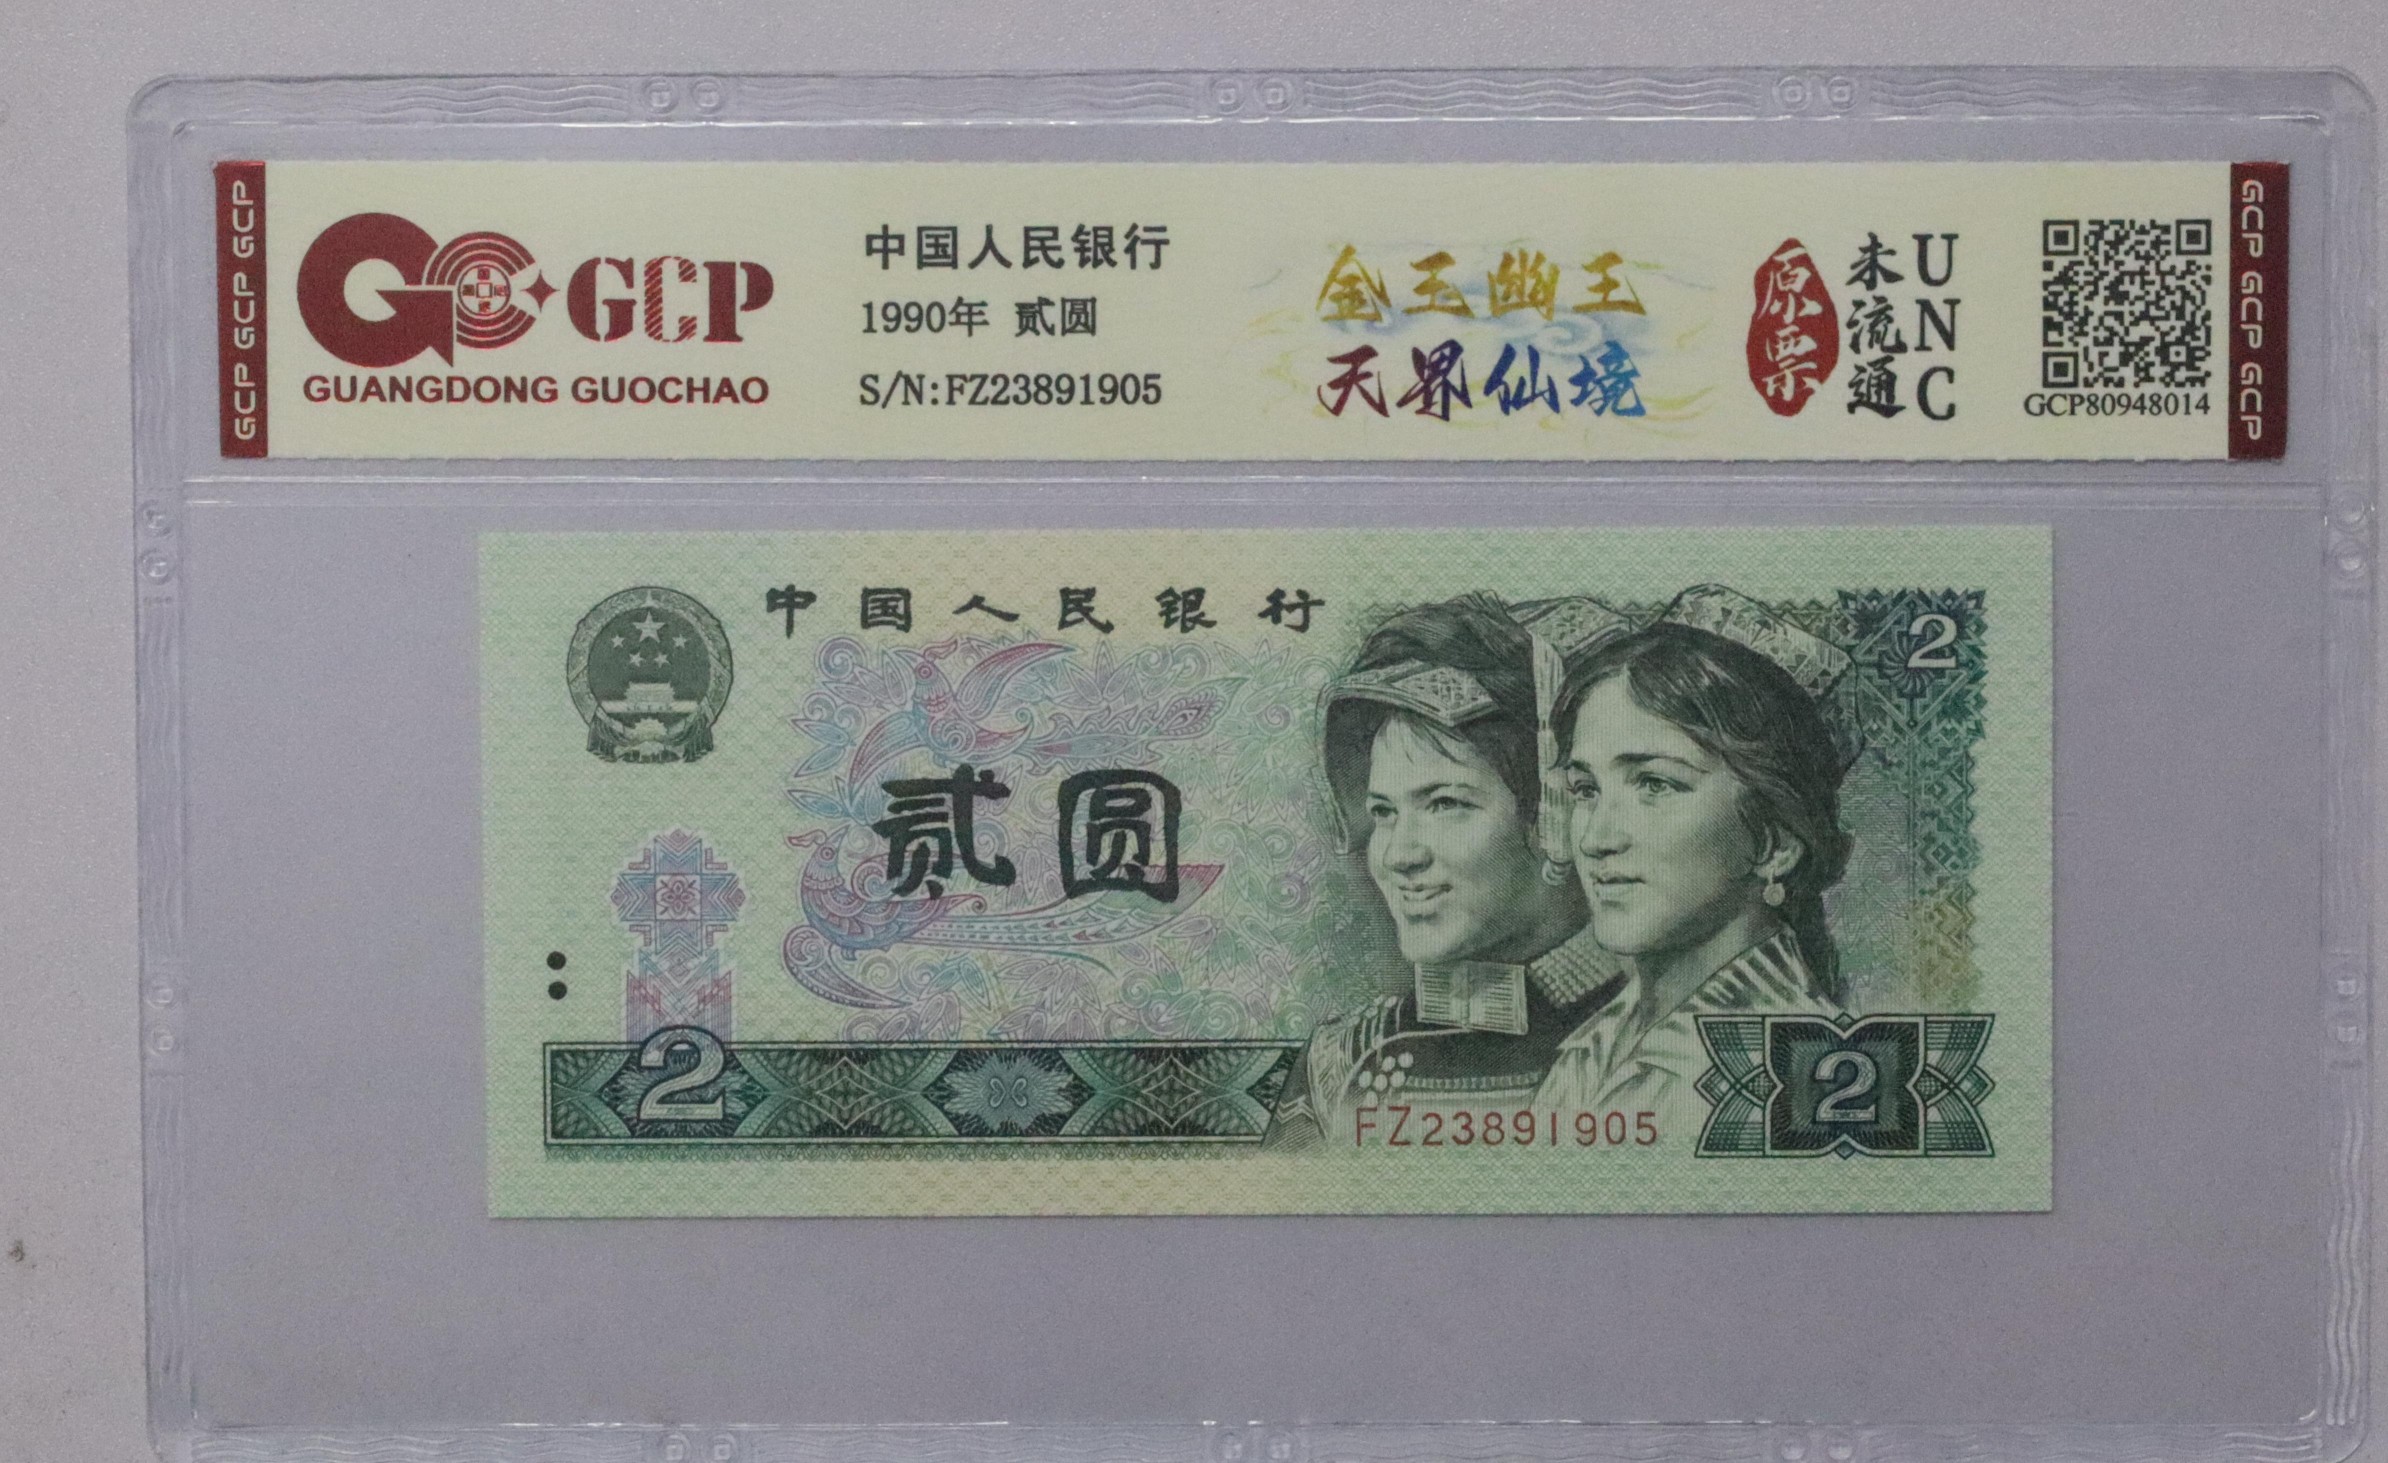 GCP GCP GCP
GCP
GUANGDONG GUOCHAO
中国人民银行
1990年 贰圆
S/N:FZ23891905
金玉幽王
天界仙境
原票
未流通
UNC
GCP80948014
GCP GCP GCP
中国人民银行
2
贰圆
2
FZ23891905
2